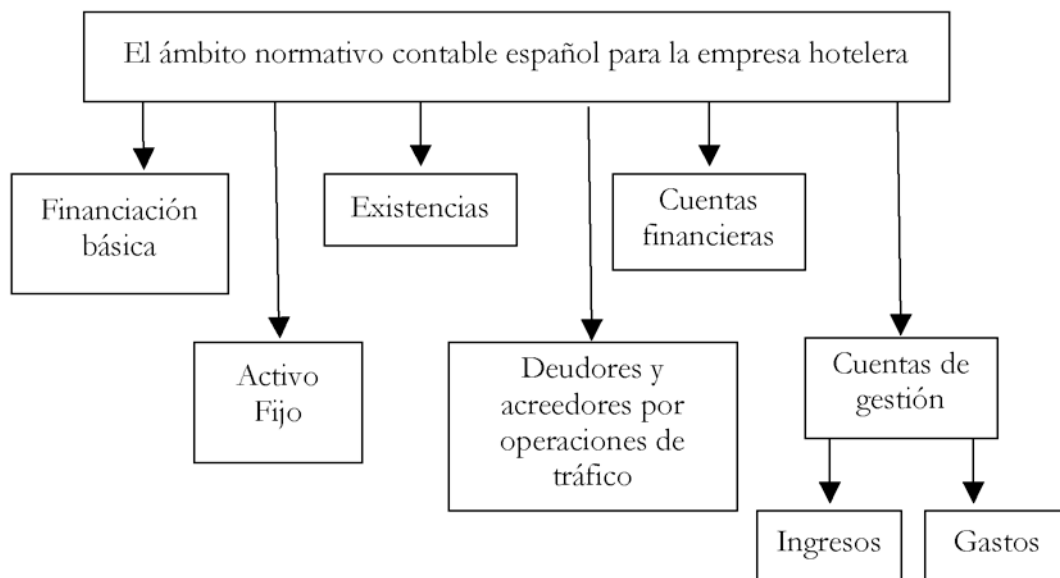 El ámbito normativo contable español para la empresa hotelera
Financiación
básica
Existencias
Cuentas
financieras
Activo
Fijo
Deudores y
acreedores por
operaciones de
tráfico
Cuentas de
gestión
Ingresos
Gastos